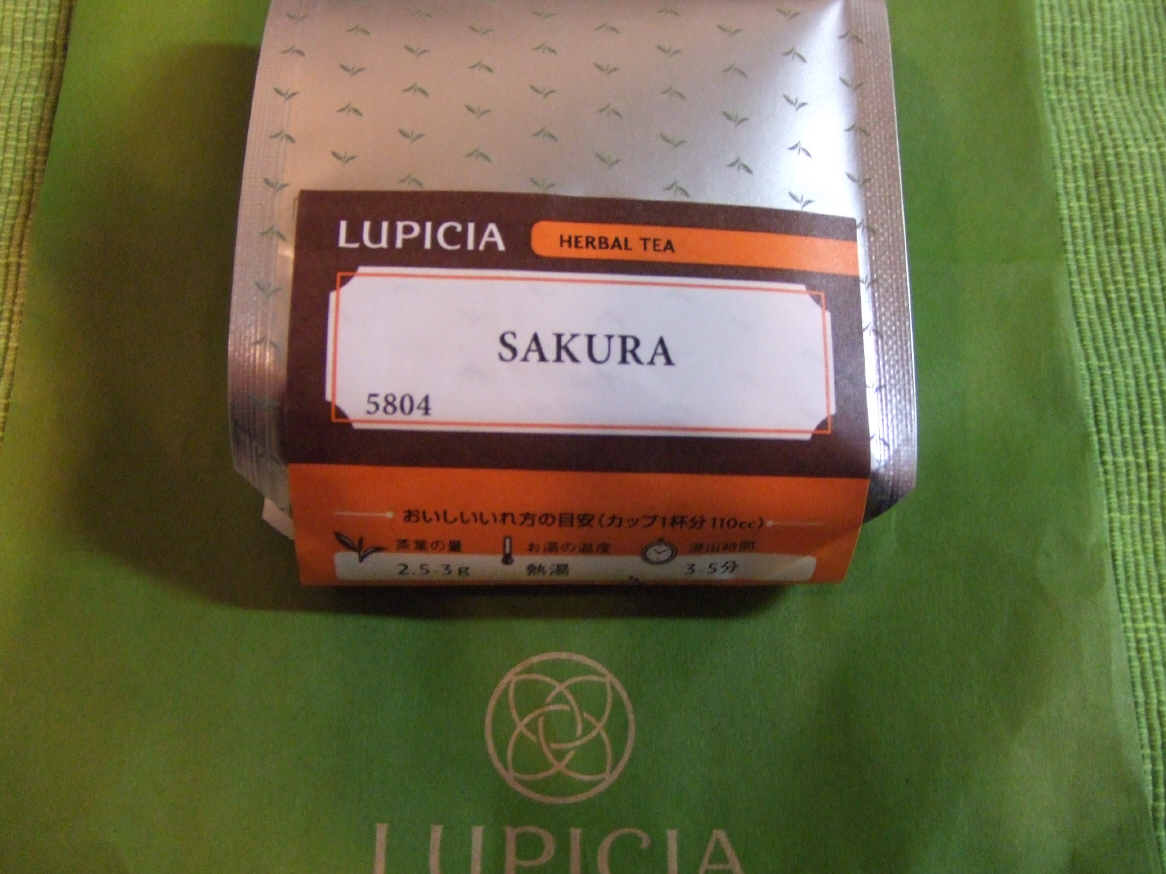 LUPICIA HERBAL TEA
SAKURA
5804
おいしいいれ方の目安(カップ1杯分110cc)
茶葉の量 お湯の温度 浸出時間
2.5-3g 熱湯 3-5分
LUPICIA